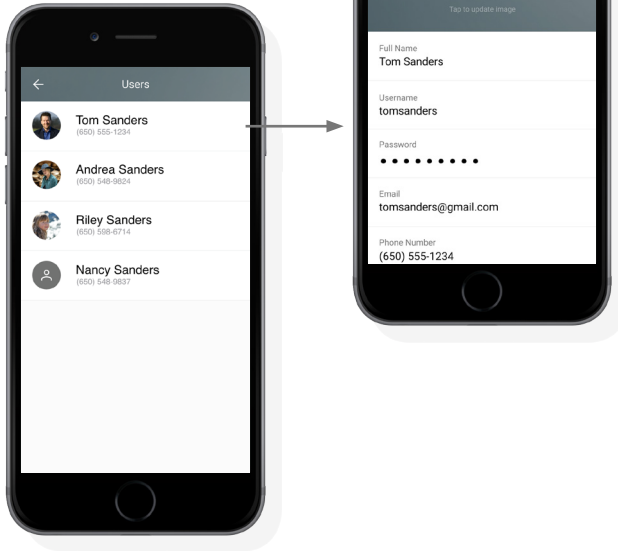 Users
Tom Sanders
(650) 555-1234
Andrea Sanders
(650) 548-9824
Riley Sanders
(650) 598-6714
Nancy Sanders
(650) 548-9837
Tap to update image
Full Name
Tom Sanders
Username
tomsanders
Password
•••••••••
Email
tomsanders@gmail.com
Phone Number
(650) 555-1234